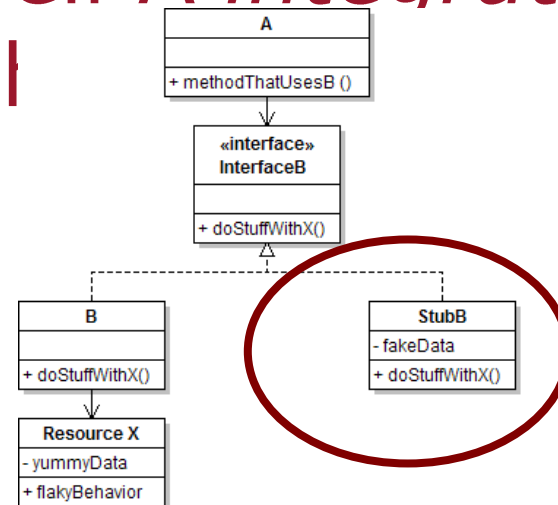 A
+ methodThatUsesB ()
«interface»
InterfaceB
+ doStuffWithX()
B
+ doStuffWithX()
StubB
- fakeData
+ doStuffWithX()
Resource X
- yummyData
+ flakyBehavior